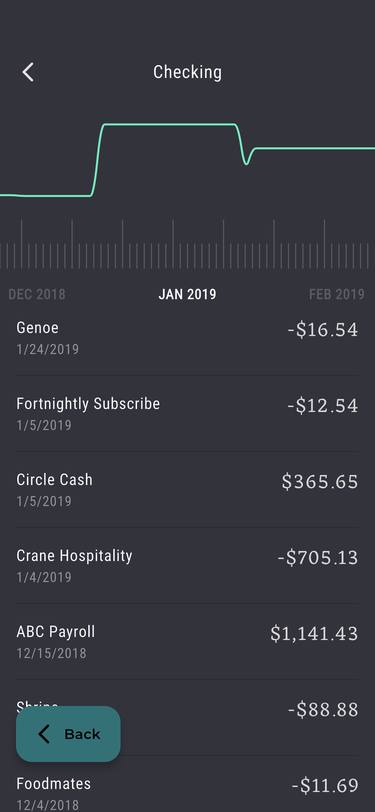 Checking
DEC 2018 JAN 2019 FEB 2019
Genoe -$16.54
1/24/2019
Fortnightly Subscribe -$12.54
1/5/2019
Circle Cash $365.65
1/5/2019
Crane Hospitality -$705.13
1/4/2019
ABC Payroll $1,141.43
12/15/2018
-$88.88
Back
Foodmates -$11.69
12/4/2018